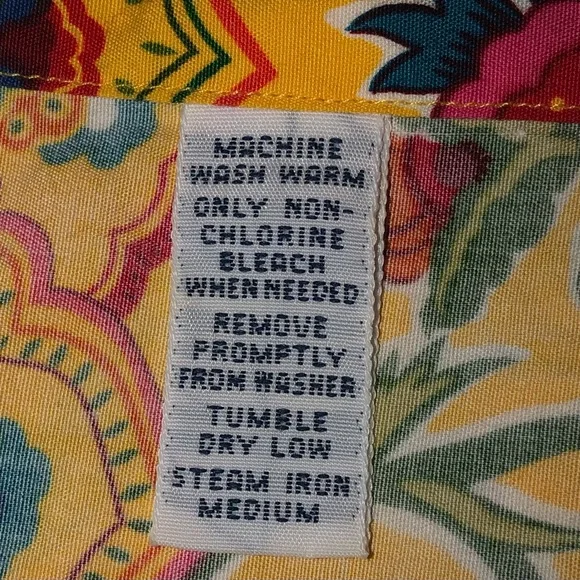 MACHINE
WASH WARM
ONLY NON-
CHLORINE
BLEACH
WHEN NEEDED
REMOVE
PROMPTLY
FROM WASHER
TUMBLE
DRY LOW
STEAM IRON
MEDIUM